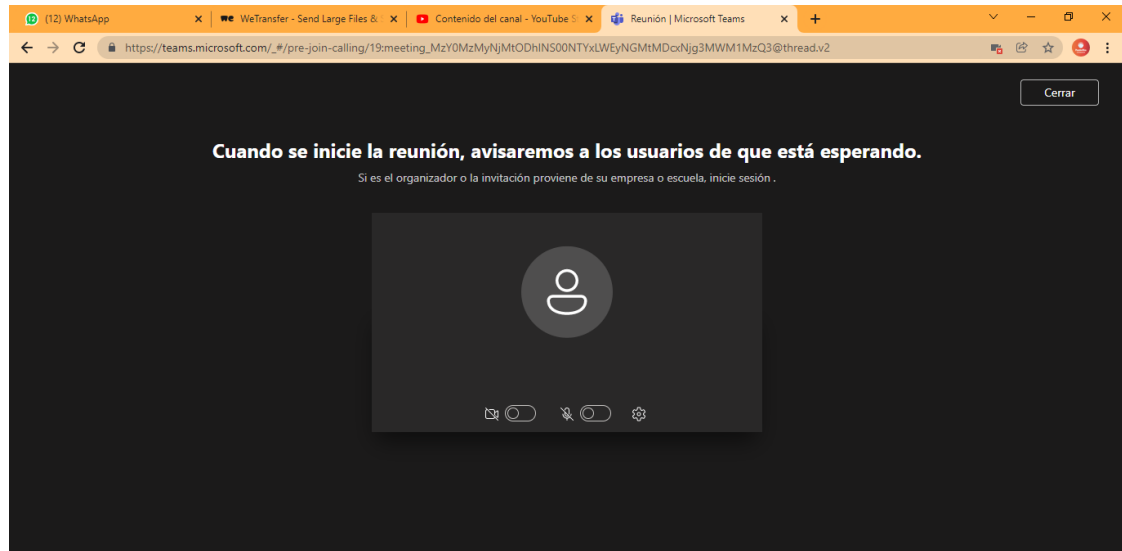 12 (12) WhatsApp
we WeTransfer - Send Large Files &
Contenido del canal - YouTube S
Reunión | Microsoft Teams
https://teams.microsoft.com/_#/pre-join-calling/19:meeting_MzY0MzMyNjMtODhlNS00NTYxLWEyNGMtMDcxNjg3MWM1MzQ3@thread.v2
Cerrar
Cuando se inicie la reunión, avisaremos a los usuarios de que está esperando.
Si es el organizador o la invitación proviene de su empresa o escuela, inicie sesión .